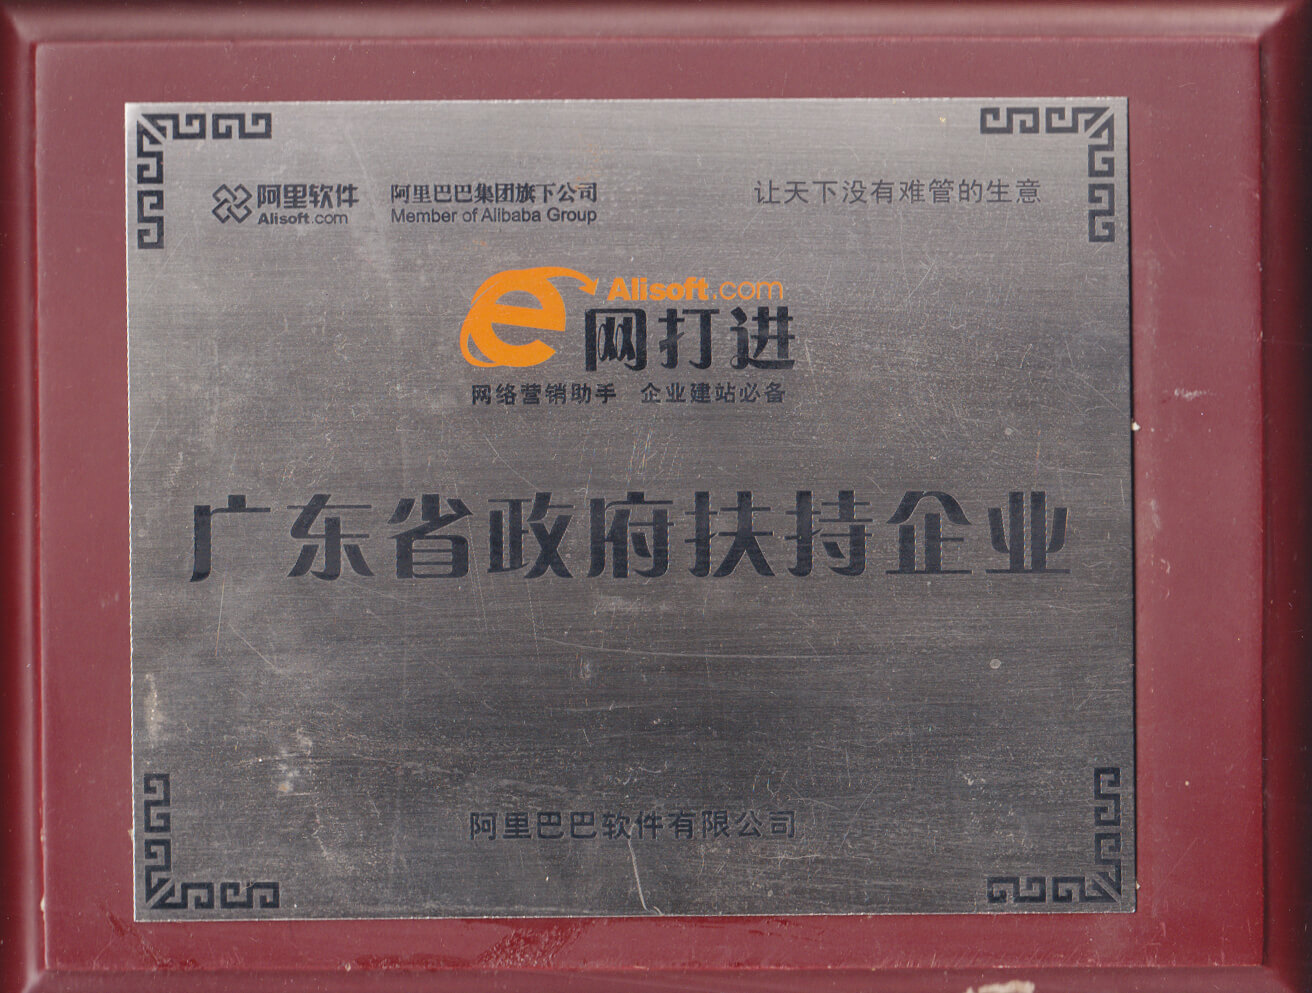 阿里软件 阿里巴巴集团旗下公司 让天下没有难管的生意
Alisoft.com Member of Alibaba Group
e Alisoft.com
网打进
网络营销助手 企业建站必备
广东省政府扶持企业
阿里巴巴软件有限公司